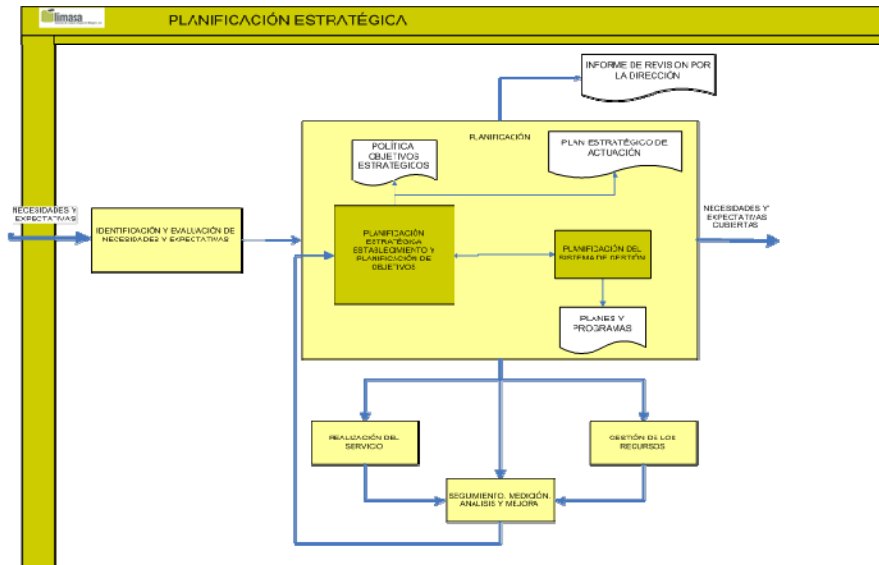 limasa
PLANIFICACIÓN ESTRATÉGICA
INFORME DE REVISION POR
LA DIRECCIÓN
PLANIFICACIÓN
POLÍTICA
OBJETIVOS
ESTRATÉGICOS
PLAN ESTRATÉGICO DE
ACTUACIÓN
NECESIDADES Y
EXPECTATIVAS
IDENTIFICACIÓN Y EVALUACIÓN DE
NECESIDADES Y EXPECTATIVAS
PLANIFICACIÓN
ESTRATÉGICA
ESTABLECIMIENTO Y
PLANIFICACIÓN DE
OBJETIVOS
PLANIFICACIÓN DEL
SISTEMA DE GESTIÓN
NECESIDADES Y
EXPECTATIVAS
CUBIERTAS
PLANES Y
PROGRAMAS
REALIZACIÓN DEL
SERVICIO
GESTIÓN DE LOS
RECURSOS
SEGUIMIENTO, MEDICIÓN,
ANÁLISIS Y MEJORA